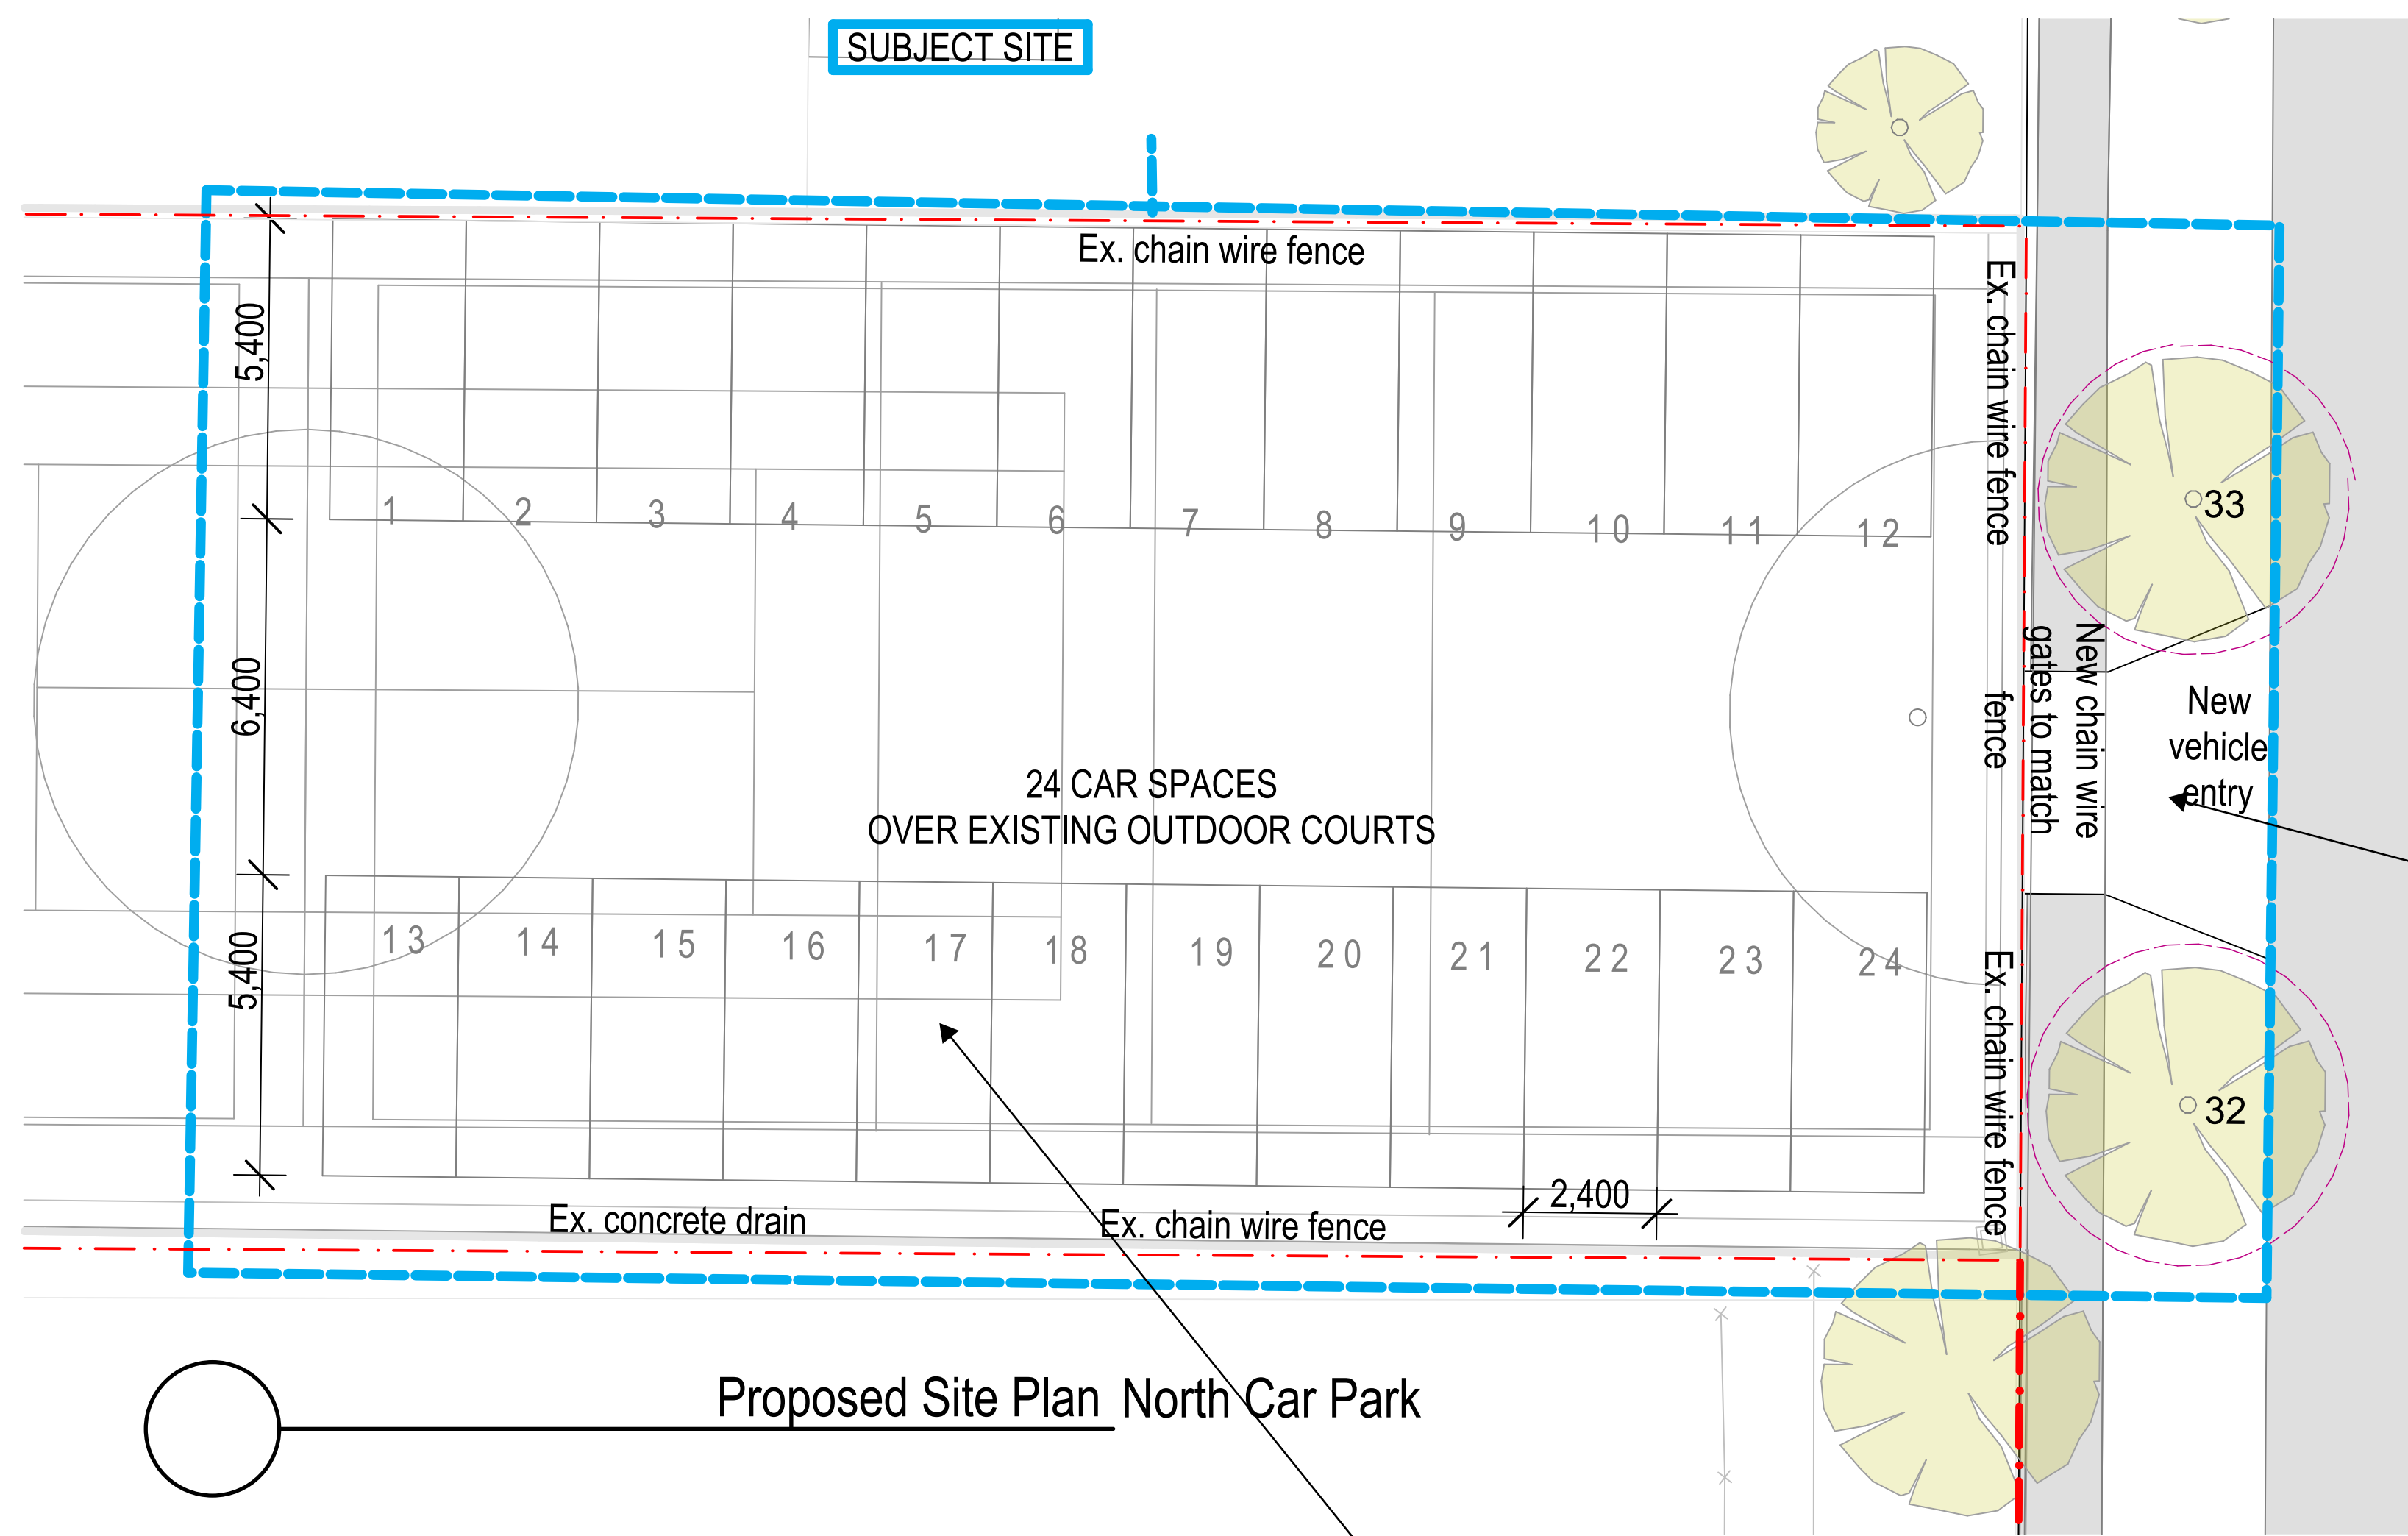 SUBJECT SITE
Ex. chain wire fence
Ex. chain wire fence
5,400
1 2 3 4 5 6 7 8 9 10 11 12
33
6,400
New chain wire
gates to match
fence
New
vehicle
entry
24 CAR SPACES
OVER EXISTING OUTDOOR COURTS
13 14 15 16 17 18 19 20 21 22 23 24
5,400
Ex. chain wire fence
32
2,400
Ex. concrete drain
Ex. chain wire fence
Proposed Site Plan North Car Park